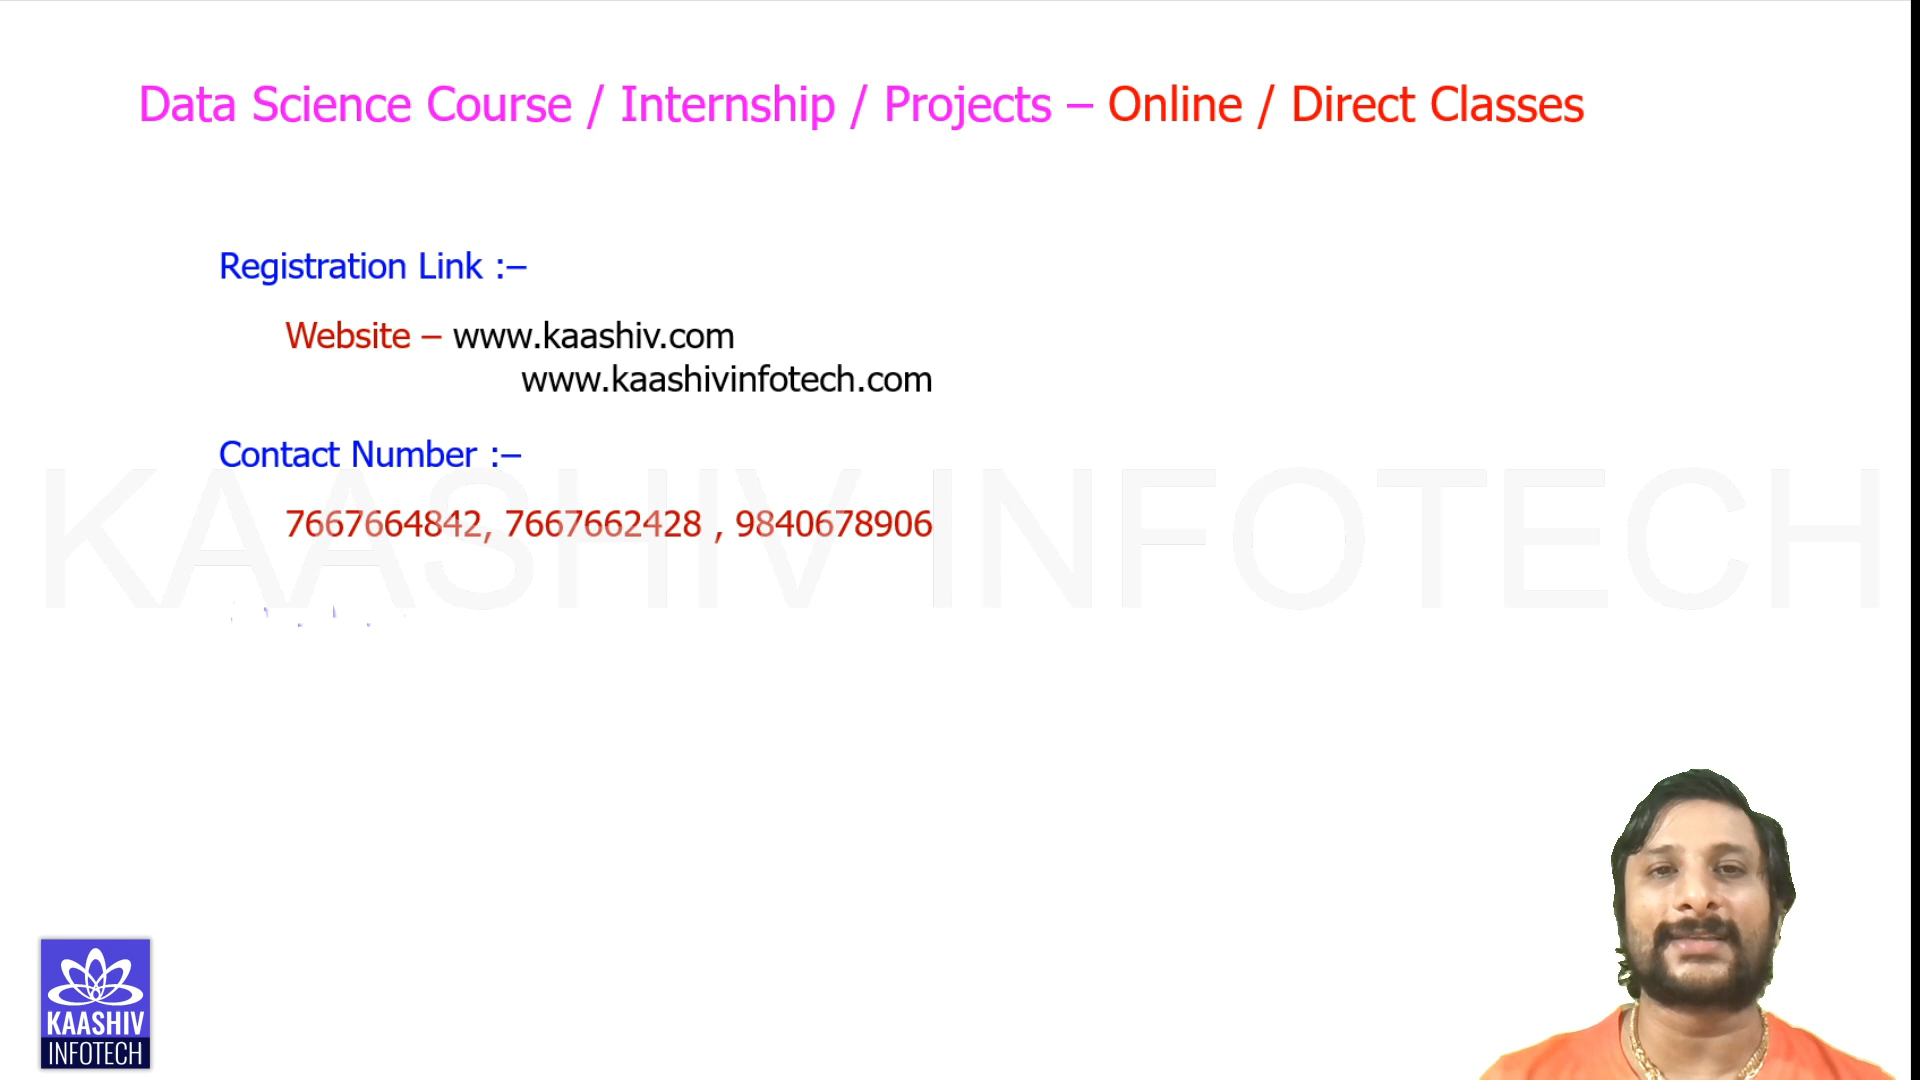 Data Science Course / Internship / Projects – Online / Direct Classes
Registration Link :–
Website – www.kaashiv.com
www.kaashivinfotech.com
Contact Number :–
7667664842, 7667662428 , 9840678906
KAASHIV INFOTECH
KAASHIV
INFOTECH